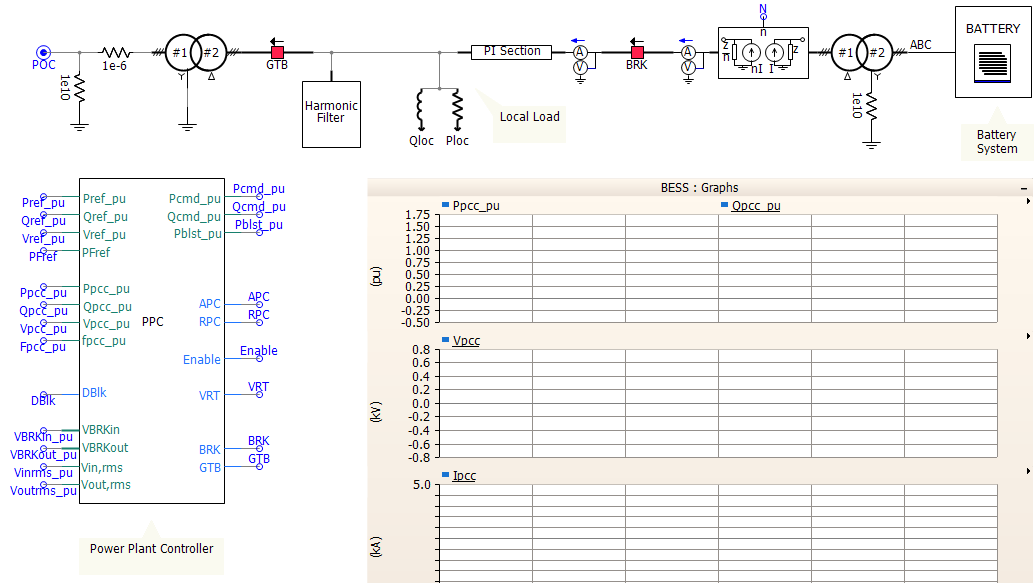 POC
1e10
1e-6
#1 #2
GTB
Harmonic
Filter
Qloc Ploc
Local Load
PI Section
A
V
BRK
A
V
N
n
z
n
nI I
z
#1 #2
1e10
ABC
BATTERY
Battery
System
Pref_pu
Qref_pu
Vref_pu
PFref
Ppcc_pu
Qpcc_pu
Vpcc_pu
Fpcc_pu
DBlk
VBRKin_pu
VBRKout_pu
Vinrms_pu
Voutrms_pu
Pref_pu
Qref_pu
Vref_pu
PFref
Ppcc_pu
Qpcc_pu
Vpcc_pu
fpcc_pu
DBlk
VBRKin
VBRKout
Vin,rms
Vout,rms
PPC
Pcmd_pu
Qcmd_pu
Pblst_pu
APC
RPC
Enable
VRT
BRK
GTB
Pcmd_pu
Qcmd_pu
Pblst_pu
APC
RPC
Enable
VRT
BRK
GTB
Power Plant Controller
BESS : Graphs
Ppcc_pu Qpcc_pu
1.75
1.50
1.25
1.00
0.75
0.50
0.25
0.00
-0.25
-0.50
(pu)
Vpcc
0.8
0.6
0.4
0.2
0.0
-0.2
-0.4
-0.6
-0.8
(kV)
Ipcc
5.0
(kA)